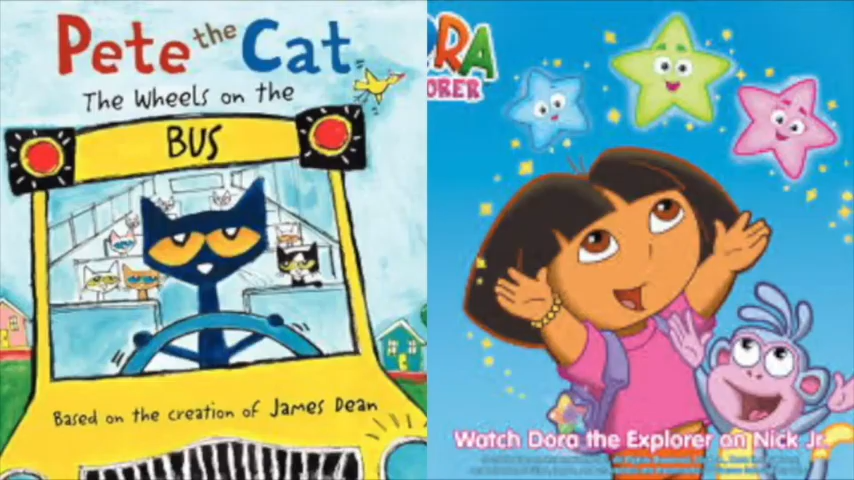 Pete the Cat
The Wheels on the
BUS
Based on the creation of James Dean
ORA
ORER
Watch Dora the Explorer on Nick Jr.